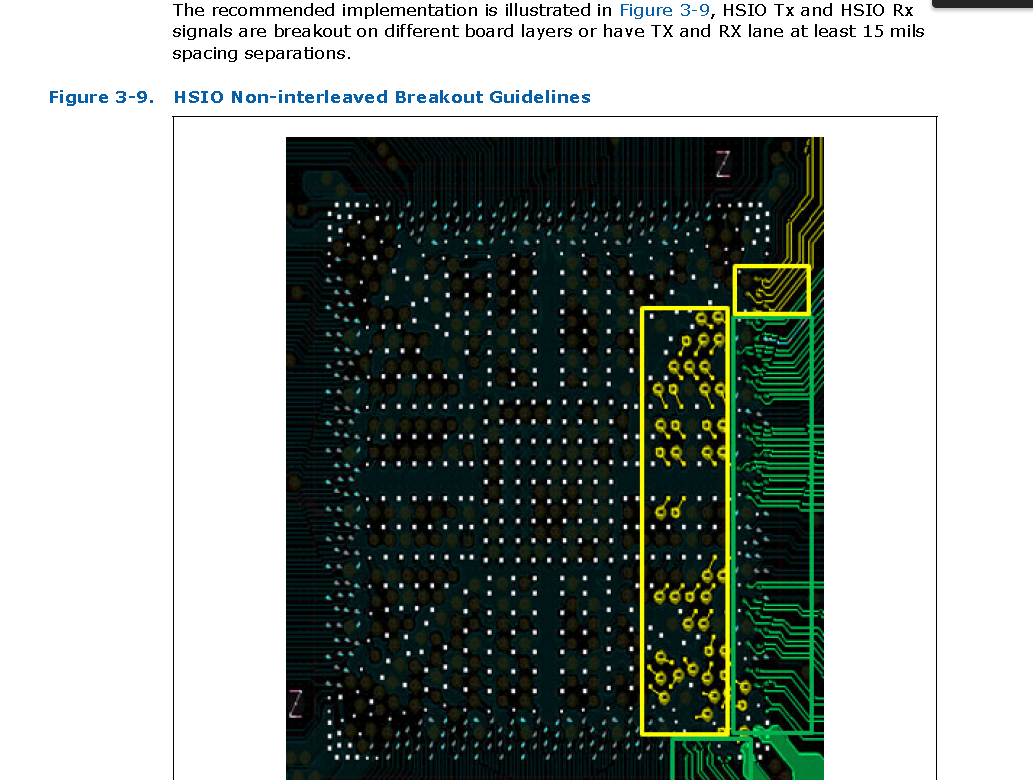 The recommended implementation is illustrated in Figure 3-9, HSIO Tx and HSIO Rx
signals are breakout on different board layers or have TX and RX lane at least 15 mils
spacing separations.
Figure 3-9. HSIO Non-interleaved Breakout Guidelines
Z
Z